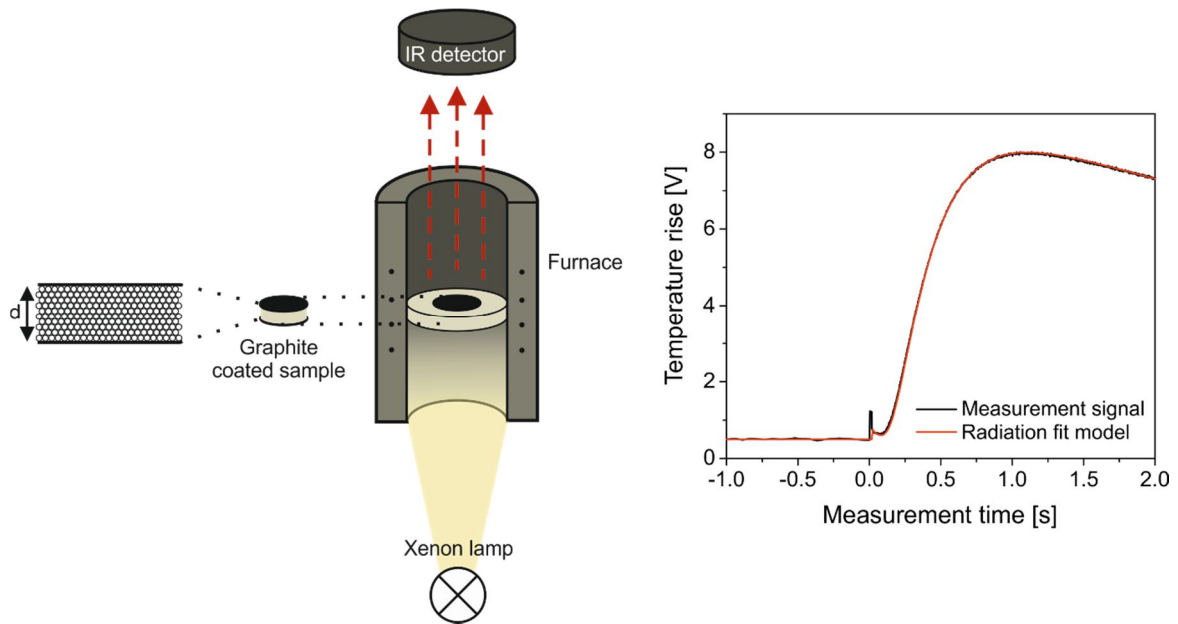 IR detector
Furnace
d
Graphite
coated sample
Xenon lamp
Temperature rise [V]
8
6
4
2
0
Measurement signal
Radiation fit model
-1.0 -0.5 0.0 0.5 1.0 1.5 2.0
Measurement time [s]